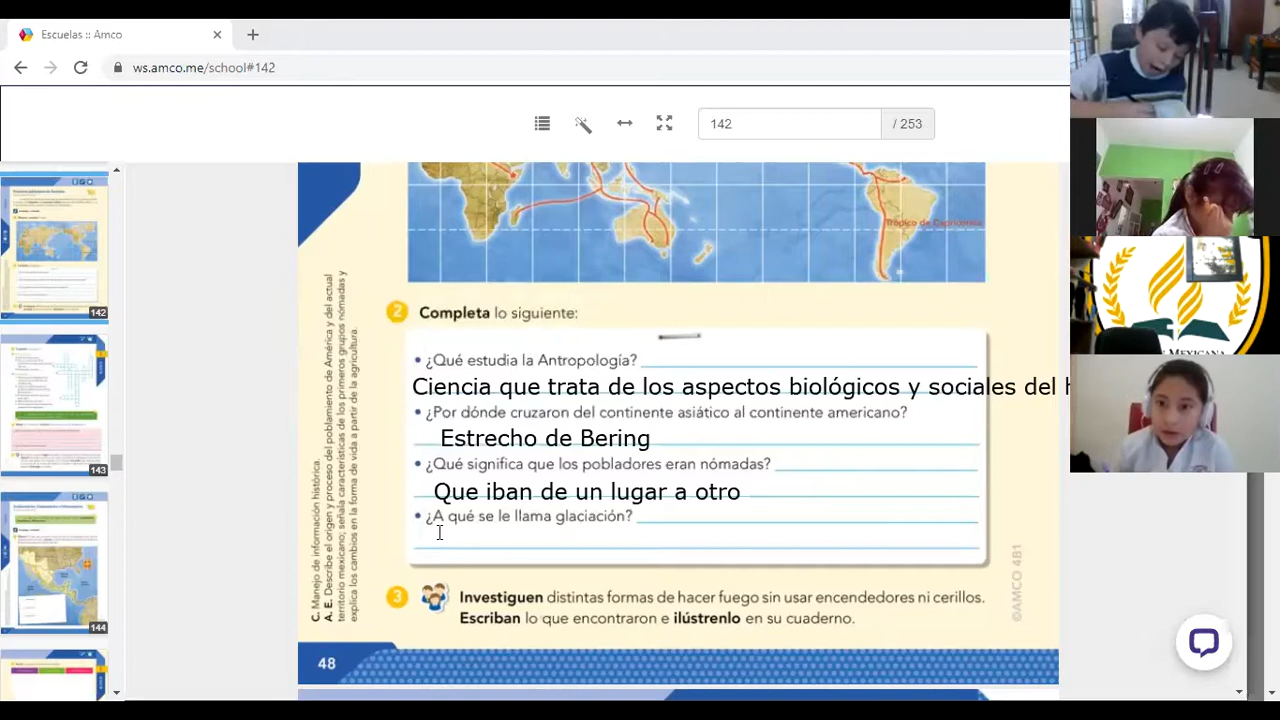 Escuelas :: Amco
ws.amco.me/school#142
142 / 253
142
143
144
Trópico de Capricornio
2 Completa lo siguiente:
• ¿Qué estudia la Antropología?
Ciencia que trata de los aspectos biológicos y sociales del h
• ¿Por dónde cruzaron del continente asiático al continente americano?
Estrecho de Bering
• ¿Qué significa que los pobladores eran nómadas?
Que iban de un lugar a otro
• ¿A qué se le llama glaciación?
3 Investiguen distintas formas de hacer fuego sin usar encendedores ni cerillos.
Escriban lo que encontraron e ilústrenlo en su cuaderno.
C. Manejo de información histórica.
A. E. Describe el origen y proceso del poblamiento de América y del actual
territorio mexicano; señala características de los primeros grupos nómadas y
explica los cambios en la forma de vida a partir de la agricultura.
©AMCO 4B1
48
MEXICANA